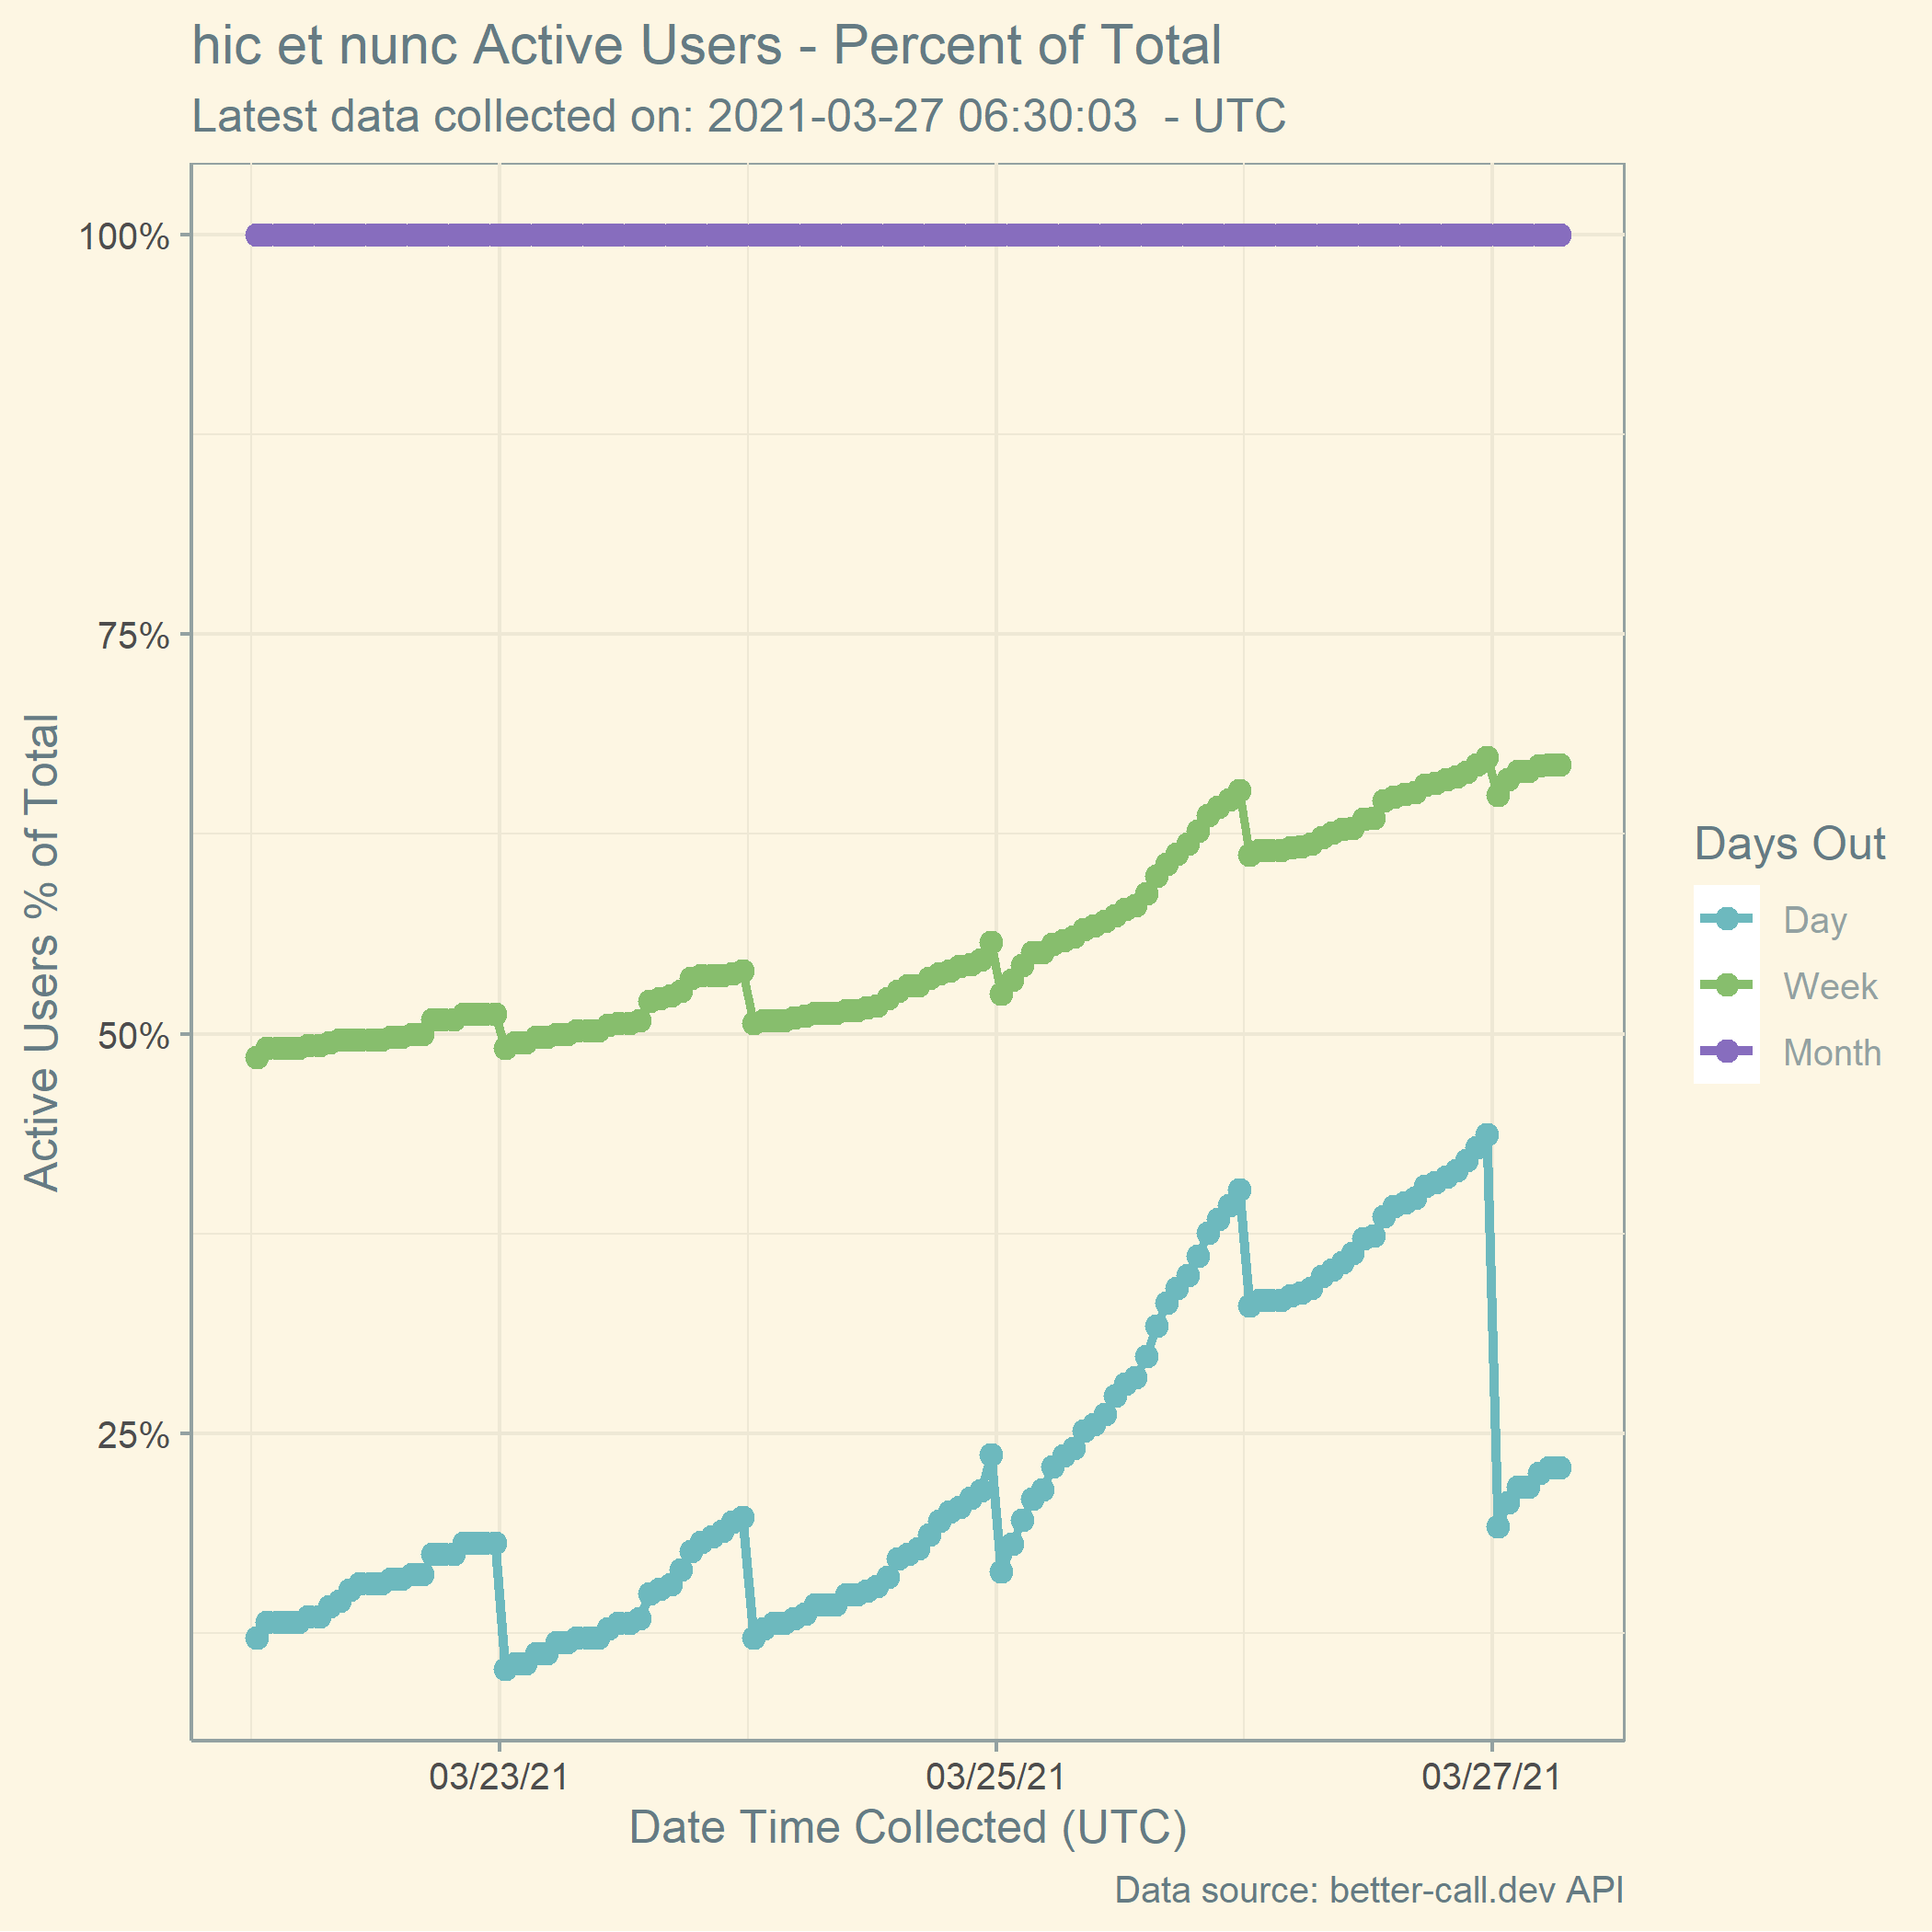 hic et nunc Active Users - Percent of Total
Latest data collected on: 2021-03-27 06:30:03  - UTC
Active Users % of Total
100%
75%
50%
25%
03/23/21
03/25/21
03/27/21
Date Time Collected (UTC)
Days Out
Day
Week
Month
Data source: better-call.dev API